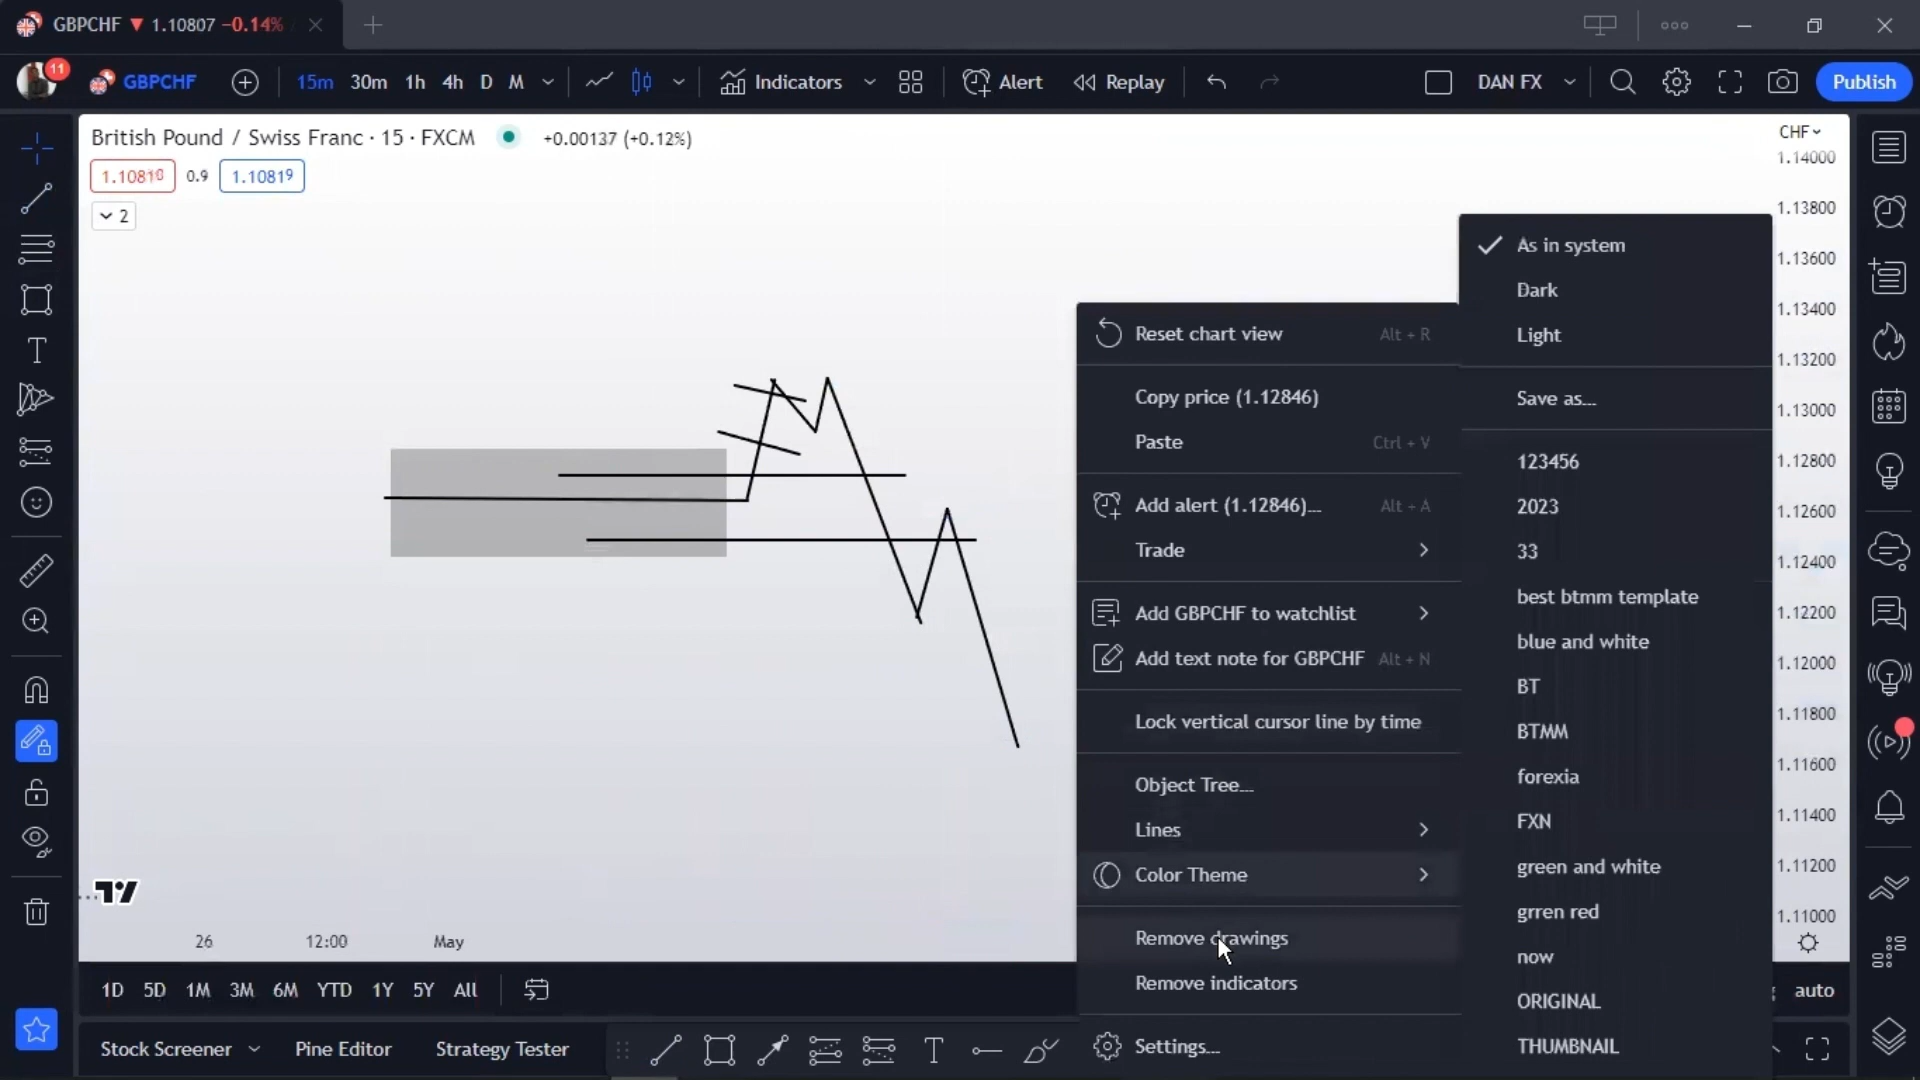 GBPCHF ▼ 1.10807 −0.14%
11
GBPCHF 15m 30m 1h 4h D M Indicators Alert Replay DAN FX Publish
British Pound / Swiss Franc · 15 · FXCM +0.00137 (+0.12%)
1.10810 0.9 1.10819
2
CHF
1.14000
1.13800
1.13600
1.13400
1.13200
1.13000
1.12800
1.12600
1.12400
1.12200
1.12000
1.11800
1.11600
1.11400
1.11200
1.11000
Reset chart view Alt + R
Copy price (1.12846)
Paste Ctrl + V
Add alert (1.12846)... Alt + A
Trade
Add GBPCHF to watchlist
Add text note for GBPCHF Alt + N
Lock vertical cursor line by time
Object Tree...
Lines
Color Theme
Remove drawings
Remove indicators
Settings...
As in system
Dark
Light
Save as...
123456
2023
33
best btmm template
blue and white
BT
BTMM
forexia
FXN
green and white
grren red
now
ORIGINAL
THUMBNAIL
26 12:00 May
1D 5D 1M 3M 6M YTD 1Y 5Y All auto
Stock Screener Pine Editor Strategy Tester